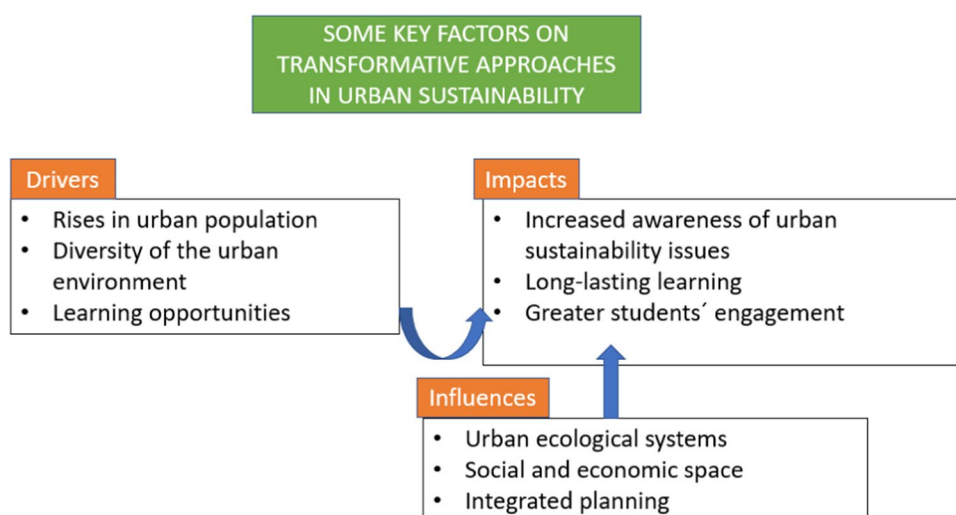 SOME KEY FACTORS ON
TRANSFORMATIVE APPROACHES
IN URBAN SUSTAINABILITY
Drivers
• Rises in urban population
• Diversity of the urban
environment
• Learning opportunities
Impacts
• Increased awareness of urban
sustainability issues
• Long-lasting learning
• Greater students´ engagement
Influences
• Urban ecological systems
• Social and economic space
• Integrated planning